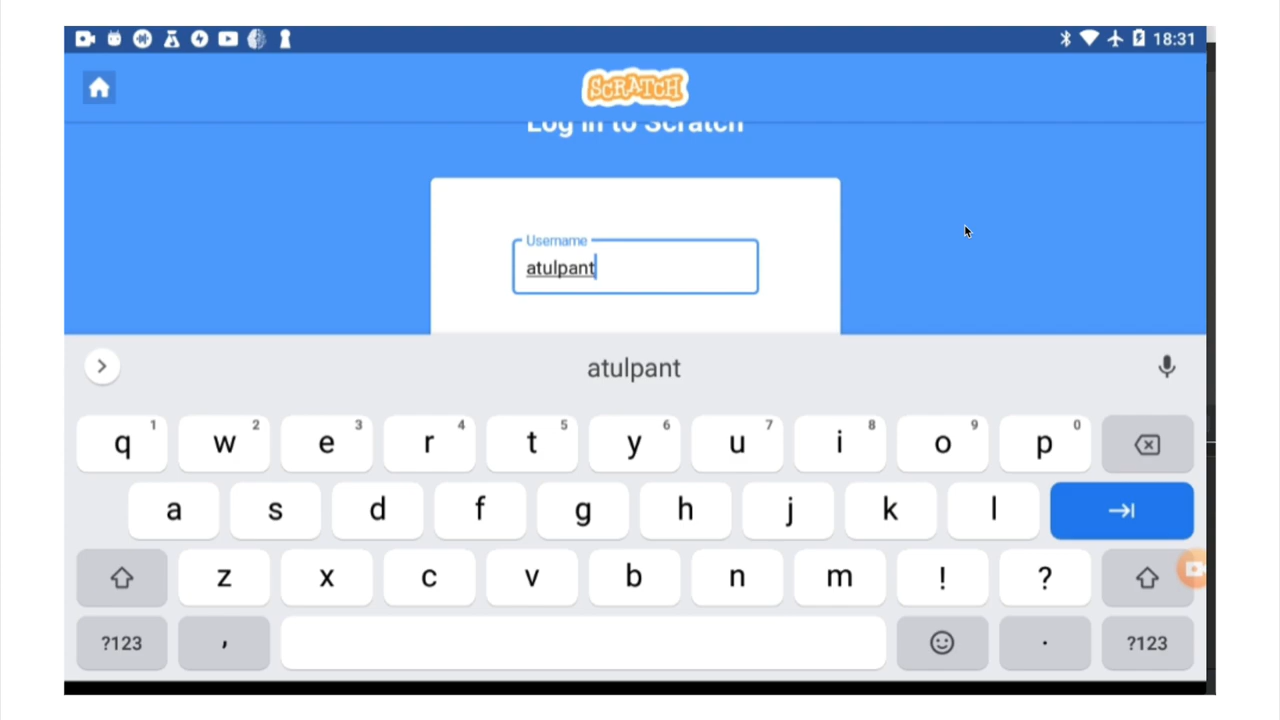 18:31
SCRATCH
Log in to Scratch
Username
atulpant
atulpant
q 1 w 2 e 3 r 4 t 5 y 6 u 7 i 8 o 9 p 0
a s d f g h j k l
z x c v b n m ! ?
?123 , . ?123